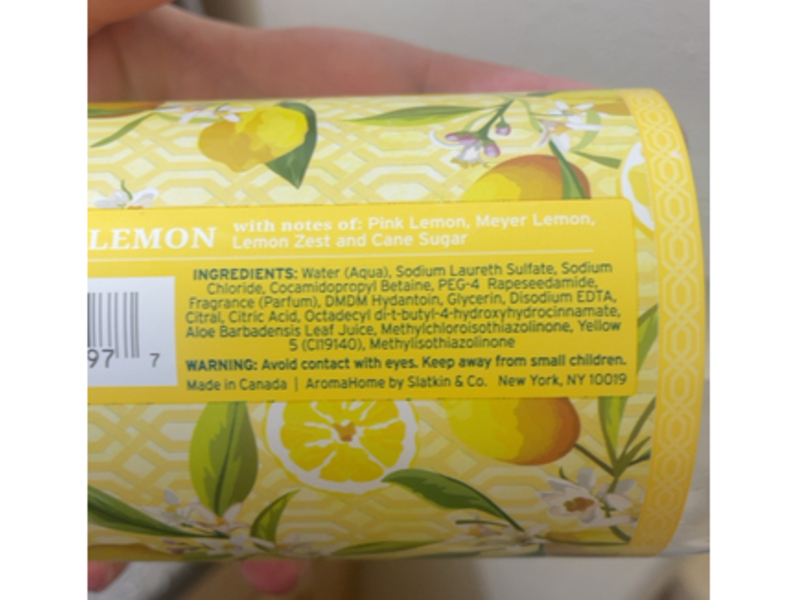 LEMON with notes of: Pink Lemon, Meyer Lemon,
Lemon Zest and Cane Sugar
INGREDIENTS: Water (Aqua), Sodium Laureth Sulfate, Sodium
Chloride, Cocamidopropyl Betaine, PEG-4 Rapeseedamide,
Fragrance (Parfum), DMDM Hydantoin, Glycerin, Disodium EDTA,
Citral, Citric Acid, Octadecyl di-t-butyl-4-hydroxyhydrocinnamate,
Aloe Barbadensis Leaf Juice, Methylchloroisothiazolinone, Yellow
5 (CI19140), Methylisothiazolinone
WARNING: Avoid contact with eyes. Keep away from small children.
Made in Canada | AromaHome by Slatkin & Co. New York, NY 10019
97 7